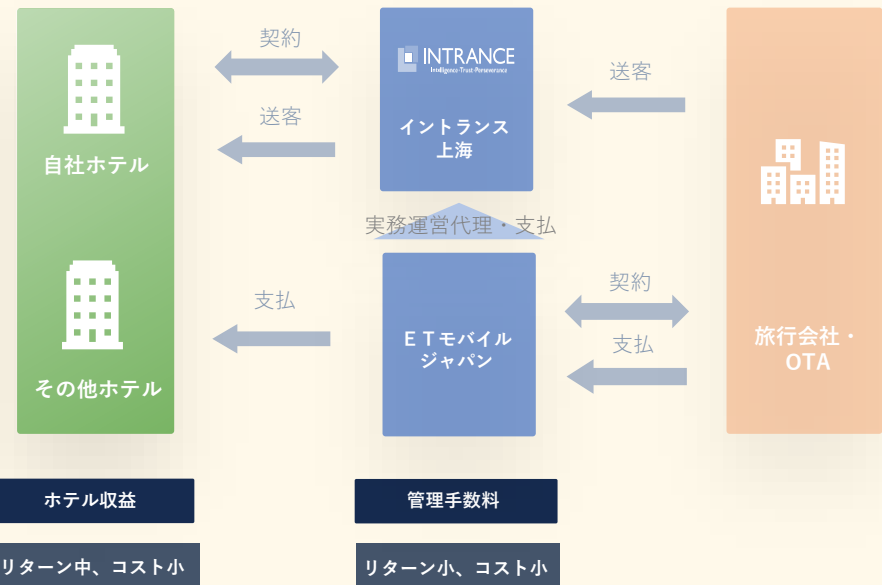 契約
送客
自社ホテル
その他ホテル
支払
INTRANCE
Intelligence·Trust·Perseverance
イントランス
上海
実務運営代理・支払
ETモバイル
ジャパン
送客
契約
支払
旅行会社・
OTA
ホテル収益
管理手数料
リターン中、コスト小
リターン小、コスト小